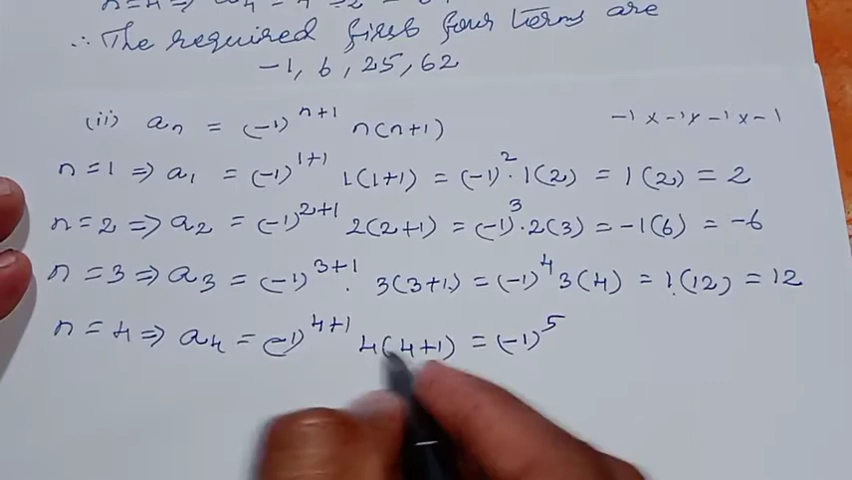 n = 4 ⇒ a₄ = 4
∴ The required first four terms are
-1, 6, 25, 62
(ii) aₙ = (-1)ⁿ⁺¹ n(n+1)
-1 x -1 x -1 x -1
n = 1 ⇒ a₁ = (-1)¹⁺¹ 1(1+1) = (-1)² · 1(2) = 1(2) = 2
n = 2 ⇒ a₂ = (-1)²⁺¹ 2(2+1) = (-1)³ · 2(3) = -1(6) = -6
n = 3 ⇒ a₃ = (-1)³⁺¹ · 3(3+1) = (-1)⁴ 3(4) = 1(12) = 12
n = 4 ⇒ a₄ = (-1)⁴⁺¹ 4(4+1) = (-1)⁵